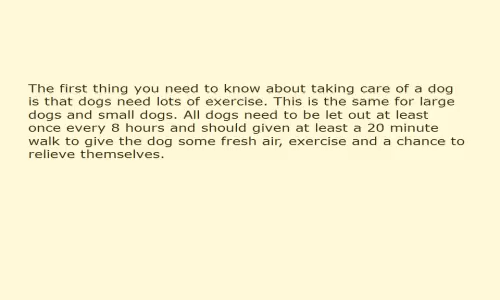 The first thing you need to know about taking care of a dog
is that dogs need lots of exercise. This is the same for large
dogs and small dogs. All dogs need to be let out at least
once every 8 hours and should given at least a 20 minute
walk to give the dog some fresh air, exercise and a chance to
relieve themselves.